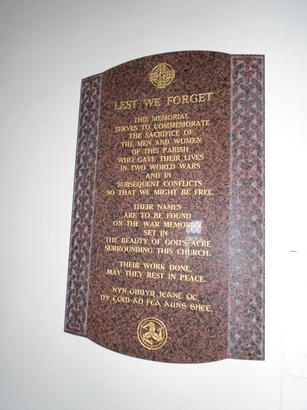 LEST WE FORGET
THIS MEMORIAL
SERVES TO COMMEMORATE
THE SACRIFICE OF
THE MEN AND WOMEN
OF THIS PARISH
WHO GAVE THEIR LIVES
IN TWO WORLD WARS
AND IN
SUBSEQUENT CONFLICTS
SO THAT WE MIGHT BE FREE.
THEIR NAMES
ARE TO BE FOUND
ON THE WAR MEMORIAL
SET IN
THE BEAUTY OF GOD'S ACRE
SURROUNDING THIS CHURCH.
THEIR WORK DONE,
MAY THEY REST IN PEACE.
NYN OBBYR JEANT OC,
DY GOW AD FEA AUNS SHEE.